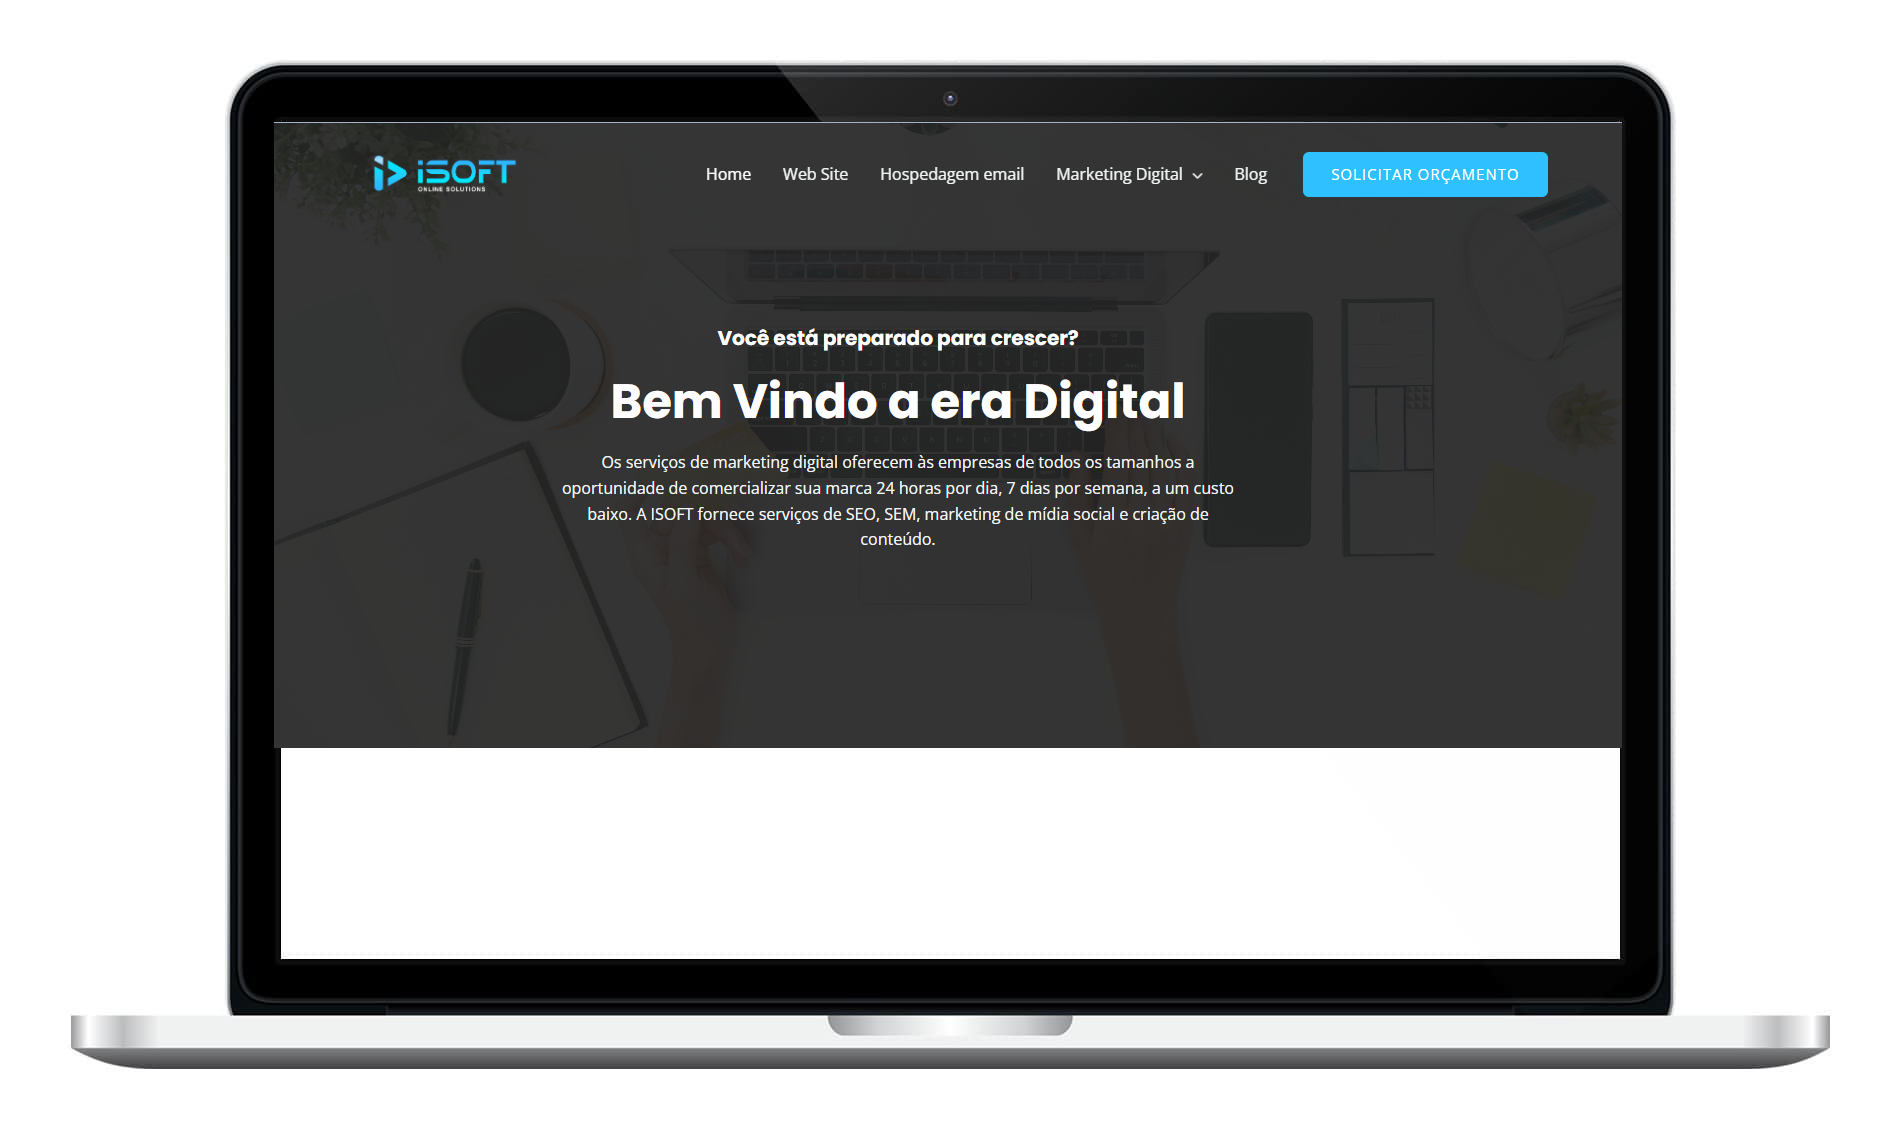 iSOFT
ONLINE SOLUTIONS
Home Web Site Hospedagem email Marketing Digital Blog SOLICITAR ORÇAMENTO
Você está preparado para crescer?
Bem Vindo a era Digital
Os serviços de marketing digital oferecem às empresas de todos os tamanhos a
oportunidade de comercializar sua marca 24 horas por dia, 7 dias por semana, a um custo
baixo. A ISOFT fornece serviços de SEO, SEM, marketing de mídia social e criação de
conteúdo.